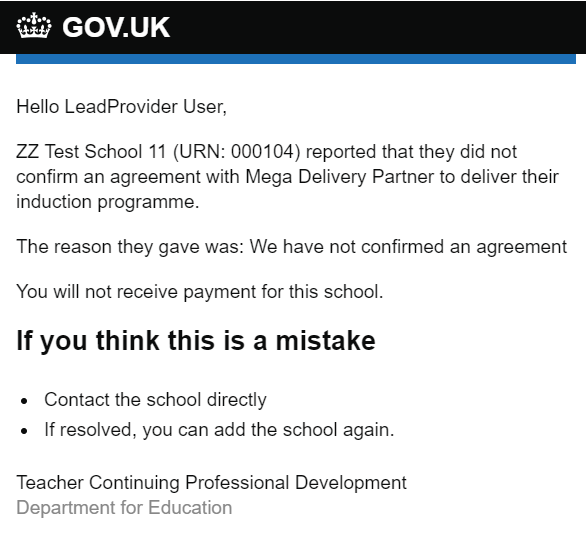 GOV.UK
Hello LeadProvider User,
ZZ Test School 11 (URN: 000104) reported that they did not
confirm an agreement with Mega Delivery Partner to deliver their
induction programme.
The reason they gave was: We have not confirmed an agreement
You will not receive payment for this school.
If you think this is a mistake
• Contact the school directly
• If resolved, you can add the school again.
Teacher Continuing Professional Development
Department for Education